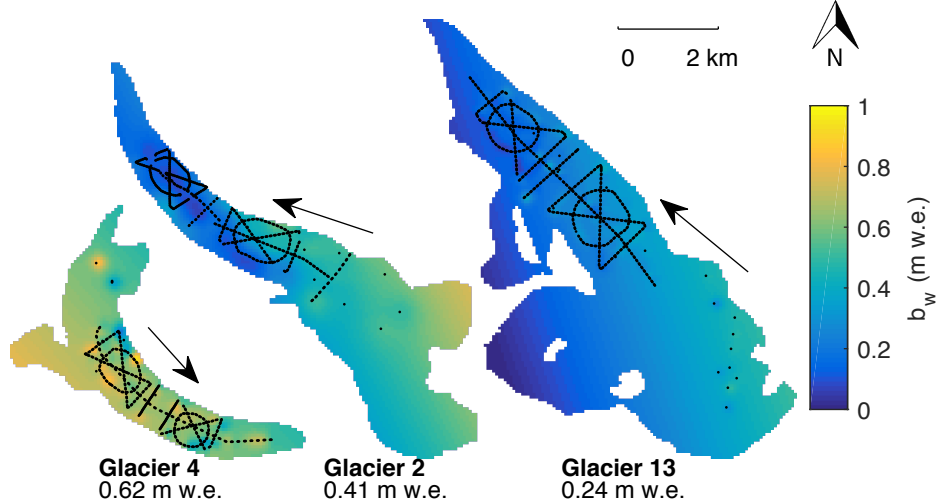 0 2 km
N
1
0.8
0.6
0.4
0.2
0
b_w (m w.e.)
Glacier 4
0.62 m w.e.
Glacier 2
0.41 m w.e.
Glacier 13
0.24 m w.e.